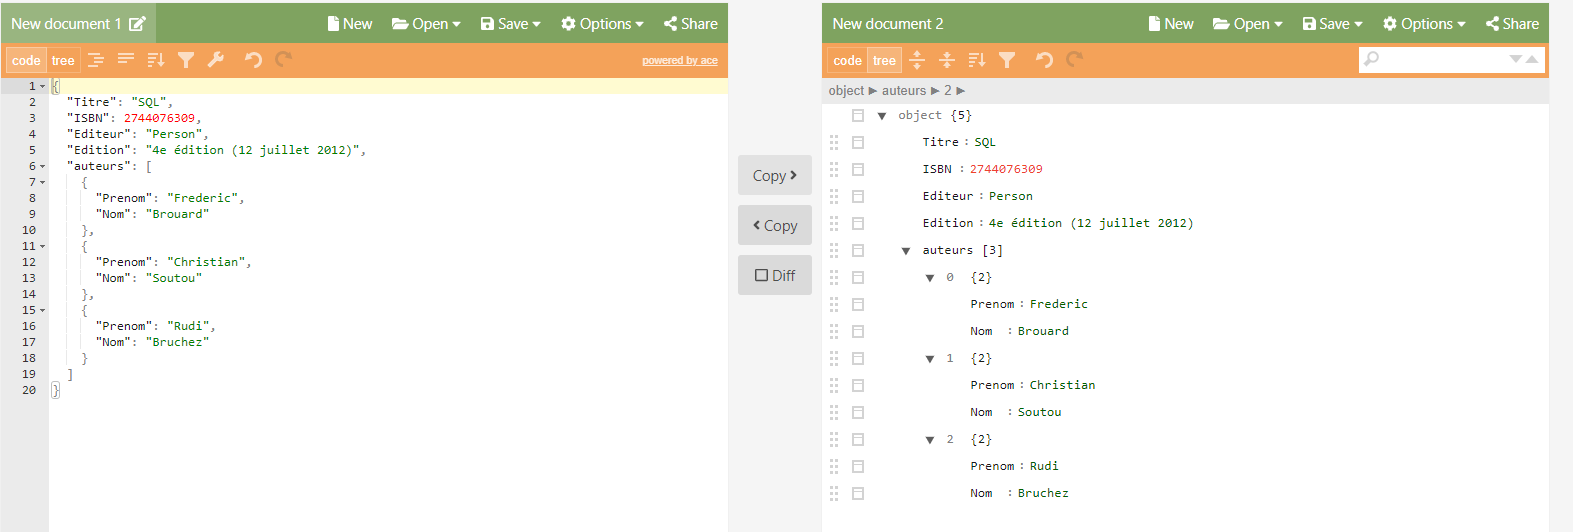 New document 1 New Open Save Options Share
code tree powered by ace
1 {
2 "Titre": "SQL",
3 "ISBN": 2744076309,
4 "Editeur": "Person",
5 "Edition": "4e édition (12 juillet 2012)",
6 "auteurs": [
7 {
8 "Prenom": "Frederic",
9 "Nom": "Brouard"
10 },
11 {
12 "Prenom": "Christian",
13 "Nom": "Soutou"
14 },
15 {
16 "Prenom": "Rudi",
17 "Nom": "Bruchez"
18 }
19 ]
20 }
Copy >
< Copy
Diff
New document 2 New Open Save Options Share
code tree
object ▶ auteurs ▶ 2 ▶
▼ object {5}
Titre : SQL
ISBN : 2744076309
Editeur : Person
Edition : 4e édition (12 juillet 2012)
▼ auteurs [3]
▼ 0 {2}
Prenom : Frederic
Nom : Brouard
▼ 1 {2}
Prenom : Christian
Nom : Soutou
▼ 2 {2}
Prenom : Rudi
Nom : Bruchez